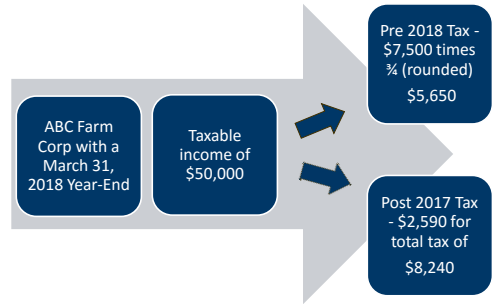 ABC Farm
Corp with a
March 31,
2018 Year-End
Taxable
income of
$50,000
Pre 2018 Tax -
$7,500 times
¾ (rounded)
$5,650
Post 2017 Tax
- $2,590 for
total tax of
$8,240